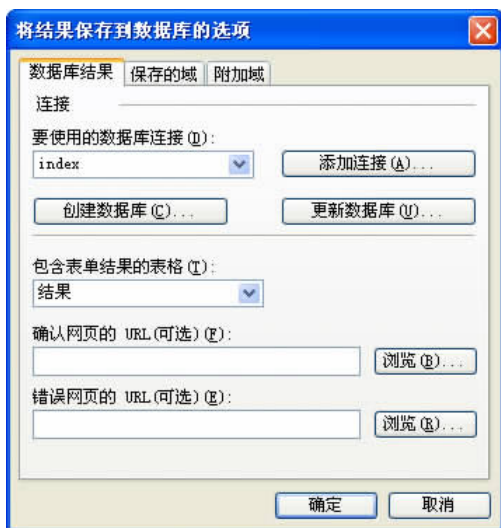 将结果保存到数据库的选项
数据库结果 保存的域 附加域
连接
要使用的数据库连接(D):
index 添加连接(A)...
创建数据库(C)... 更新数据库(U)...
包含表单结果的表格(T):
结果
确认网页的 URL(可选)(F):
浏览(B)...
错误网页的 URL(可选)(E):
浏览(R)...
确定 取消